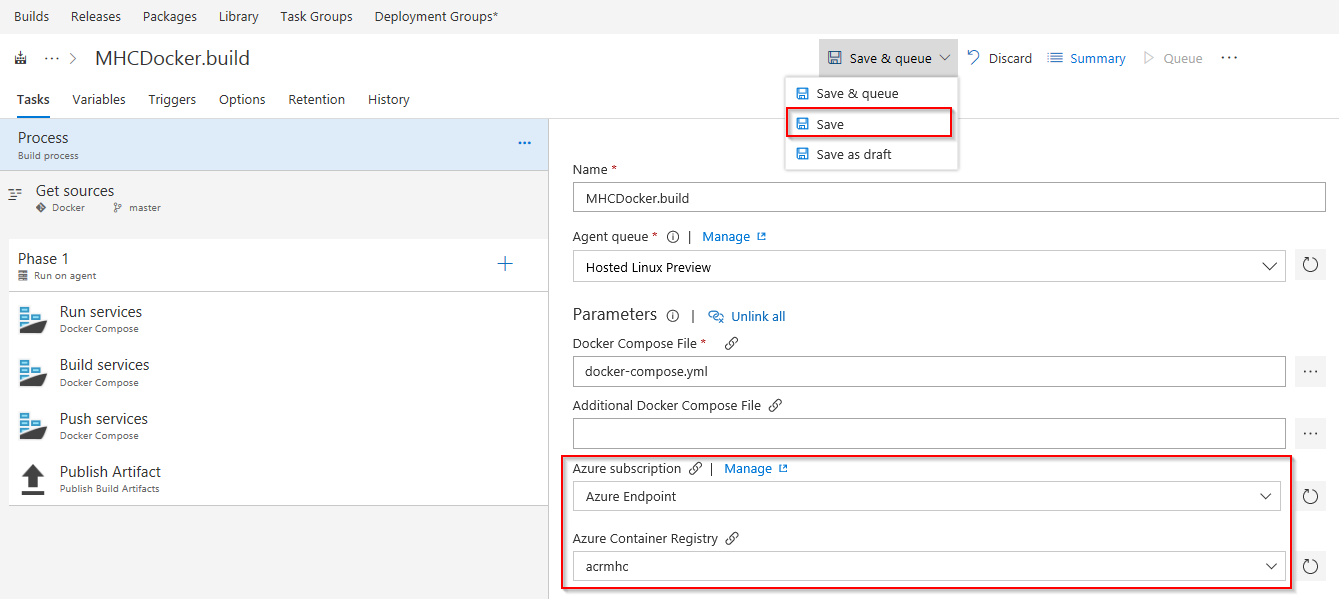 Builds Releases Packages Library Task Groups Deployment Groups*
··· > MHCDocker.build
Save & queue Discard Summary Queue ···
Save & queue
Save
Save as draft
Tasks Variables Triggers Options Retention History
Process
Build process
···
Get sources
Docker master
Phase 1
Run on agent
+
Run services
Docker Compose
Build services
Docker Compose
Push services
Docker Compose
Publish Artifact
Publish Build Artifacts
Name *
MHCDocker.build
Agent queue * | Manage
Hosted Linux Preview
Parameters | Unlink all
Docker Compose File *
docker-compose.yml
···
Additional Docker Compose File
···
Azure subscription | Manage
Azure Endpoint
Azure Container Registry
acrmhc